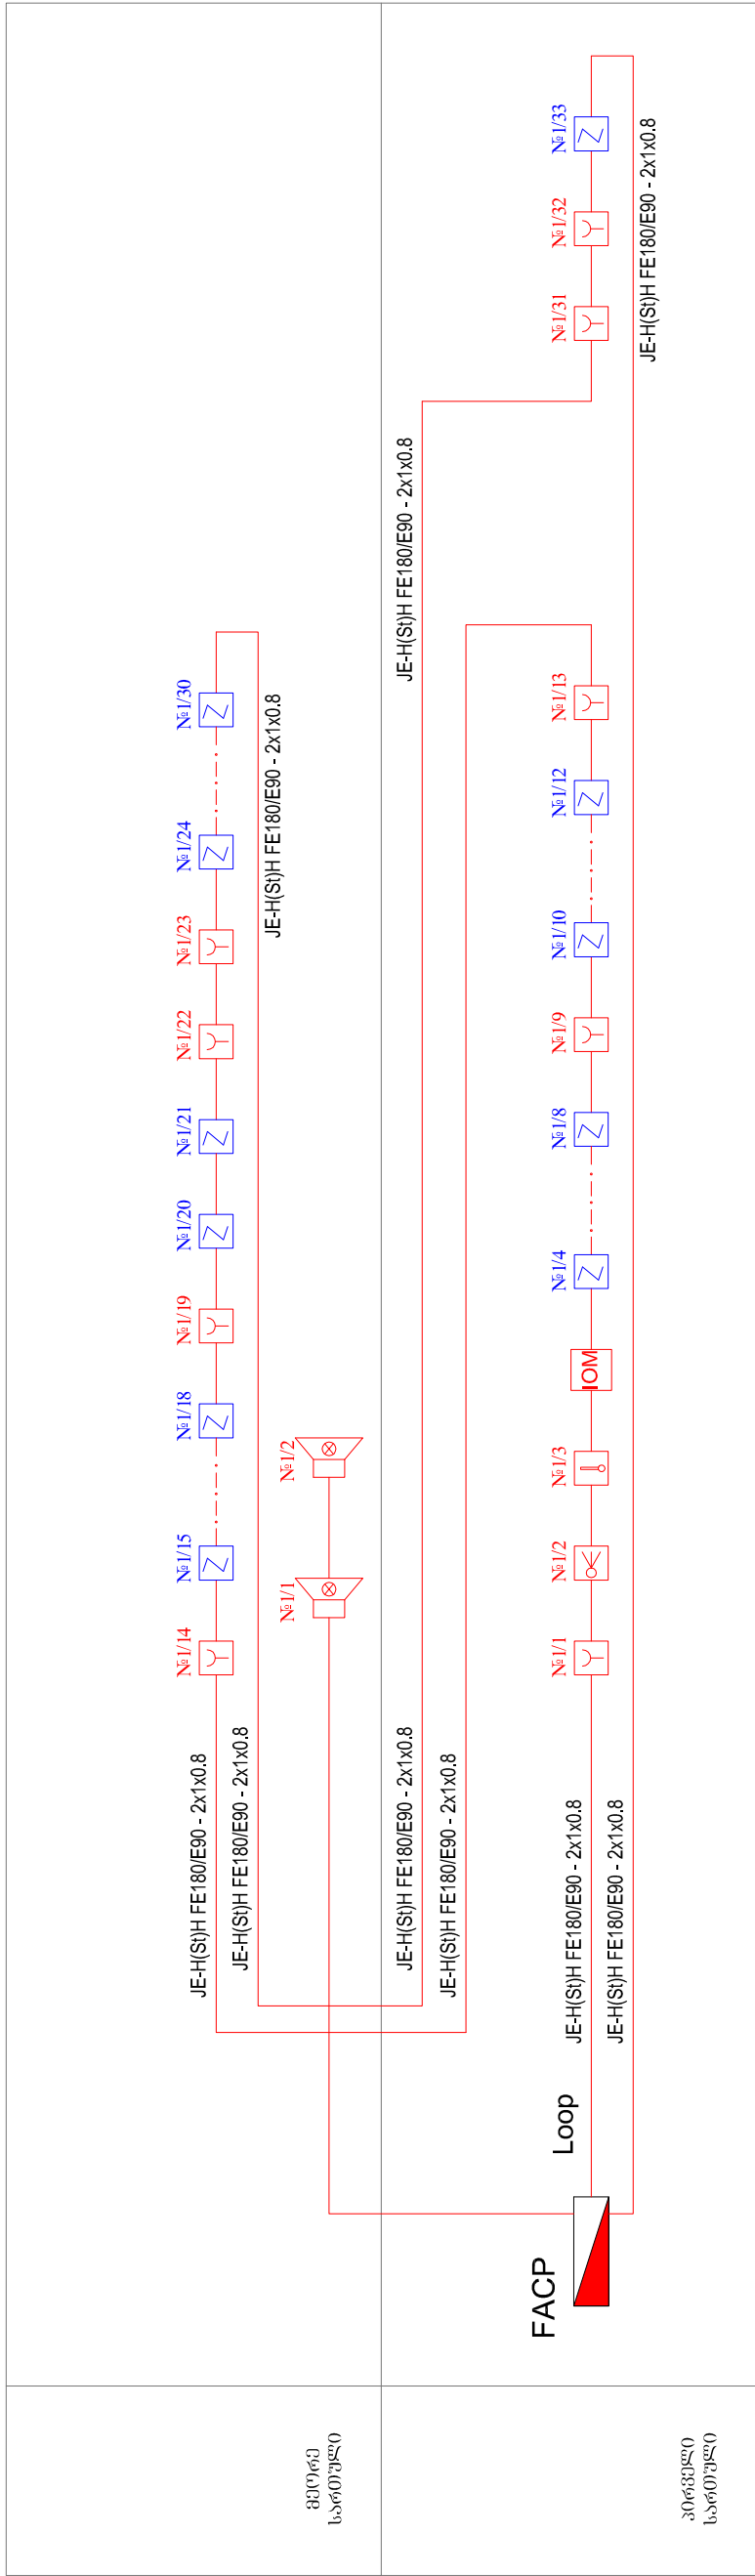 მეორე
სართული
JE-H(St)H FE180/E90 - 2x1x0.8
JE-H(St)H FE180/E90 - 2x1x0.8
№1/14
№1/15
№1/18
№1/19
№1/20
№1/21
№1/22
№1/23
№1/24
№1/30
JE-H(St)H FE180/E90 - 2x1x0.8
№1/1
№1/2
პირველი
სართული
JE-H(St)H FE180/E90 - 2x1x0.8
JE-H(St)H FE180/E90 - 2x1x0.8
JE-H(St)H FE180/E90 - 2x1x0.8
FACP
Loop
JE-H(St)H FE180/E90 - 2x1x0.8
JE-H(St)H FE180/E90 - 2x1x0.8
№1/1
№1/2
№1/3
IOM
№1/4
№1/8
№1/9
№1/10
№1/12
№1/13
№1/31
№1/32
№1/33
JE-H(St)H FE180/E90 - 2x1x0.8